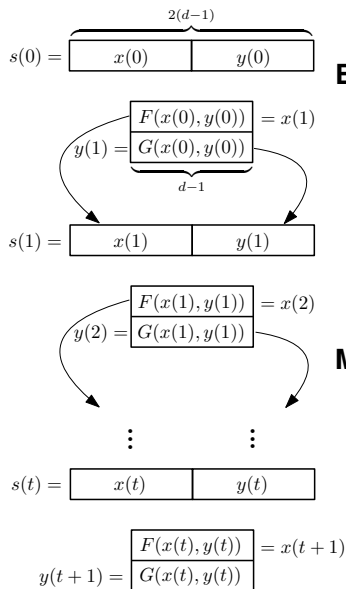 2(d−1)
s(0) = x(0) y(0)
E
F(x(0), y(0)) = x(1)
y(1) = G(x(0), y(0))
d−1
s(1) = x(1) y(1)
F(x(1), y(1)) = x(2)
y(2) = G(x(1), y(1))
M
⋮ ⋮
s(t) = x(t) y(t)
F(x(t), y(t)) = x(t+1)
y(t+1) = G(x(t), y(t))